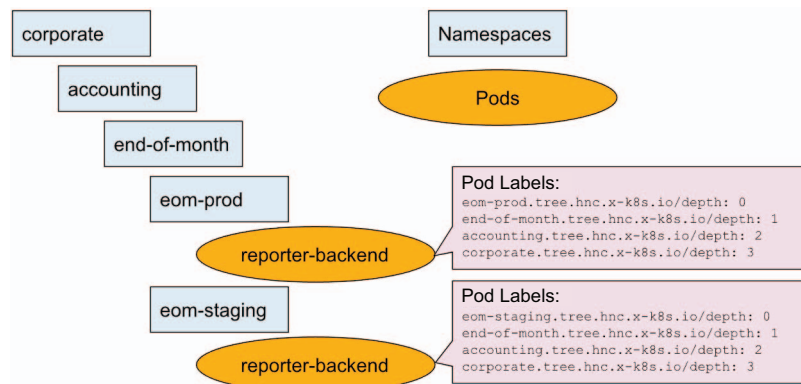 corporate
Namespaces
accounting
Pods
end-of-month
eom-prod
Pod Labels:
eom-prod.tree.hnc.x-k8s.io/depth: 0
end-of-month.tree.hnc.x-k8s.io/depth: 1
accounting.tree.hnc.x-k8s.io/depth: 2
corporate.tree.hnc.x-k8s.io/depth: 3
reporter-backend
eom-staging
Pod Labels:
eom-staging.tree.hnc.x-k8s.io/depth: 0
end-of-month.tree.hnc.x-k8s.io/depth: 1
accounting.tree.hnc.x-k8s.io/depth: 2
corporate.tree.hnc.x-k8s.io/depth: 3
reporter-backend